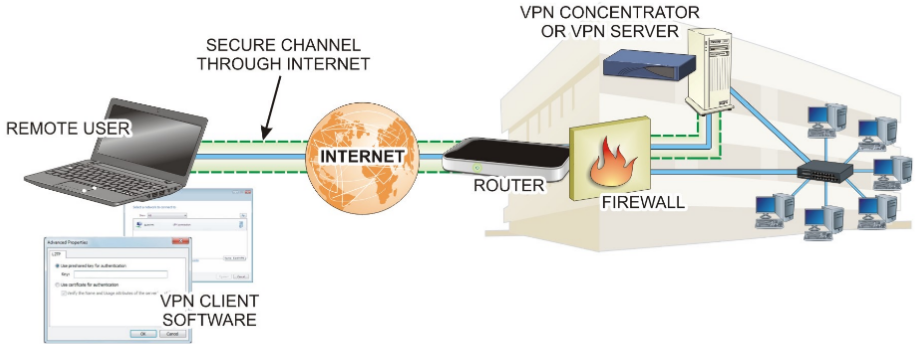 VPN CONCENTRATOR
OR VPN SERVER
SECURE CHANNEL
THROUGH INTERNET
REMOTE USER
INTERNET
ROUTER
FIREWALL
Advanced Properties
L2TP
Use preshared key for authentication
Key:
Use certificate for authentication
Verify the Name and Usage attributes of the server
VPN CLIENT
SOFTWARE
OK
Cancel